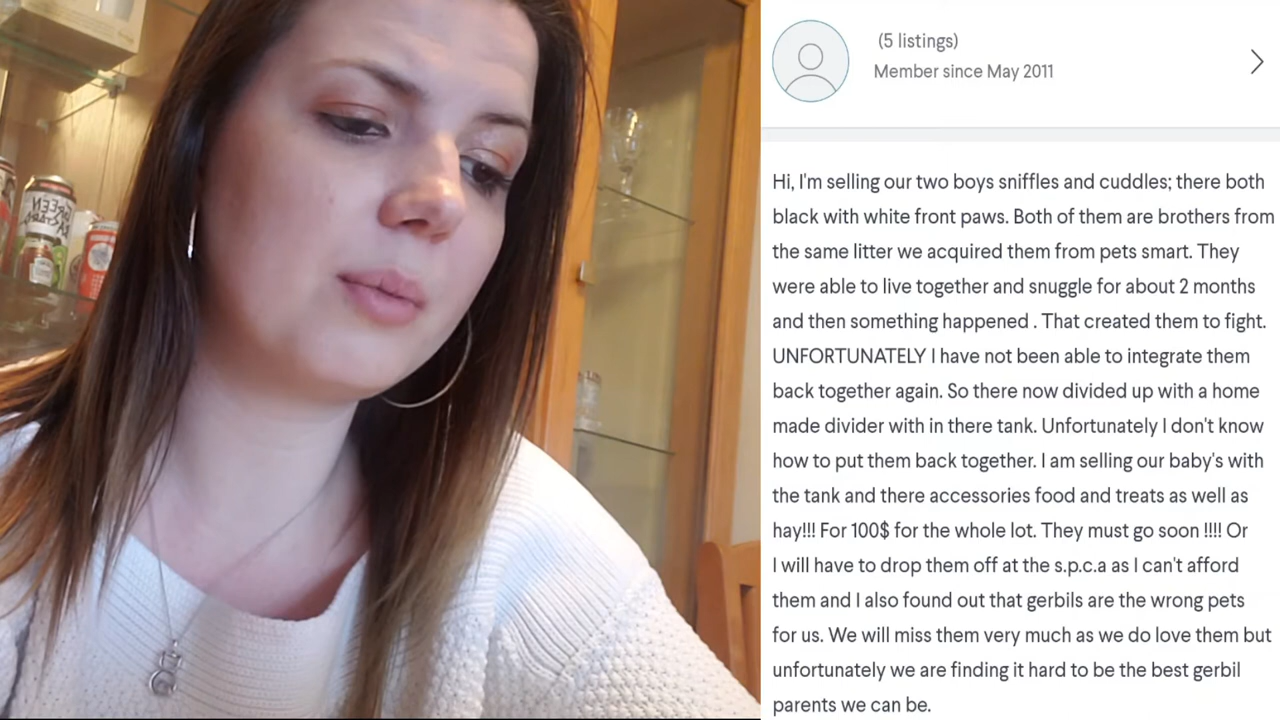 (5 listings)
Member since May 2011
Hi, I'm selling our two boys sniffles and cuddles; there both
black with white front paws. Both of them are brothers from
the same litter we acquired them from pets smart. They
were able to live together and snuggle for about 2 months
and then something happened . That created them to fight.
UNFORTUNATELY I have not been able to integrate them
back together again. So there now divided up with a home
made divider with in there tank. Unfortunately I don't know
how to put them back together. I am selling our baby's with
the tank and there accessories food and treats as well as
hay!!! For 100$ for the whole lot. They must go soon !!!! Or
I will have to drop them off at the s.p.c.a as I can't afford
them and I also found out that gerbils are the wrong pets
for us. We will miss them very much as we do love them but
unfortunately we are finding it hard to be the best gerbil
parents we can be.